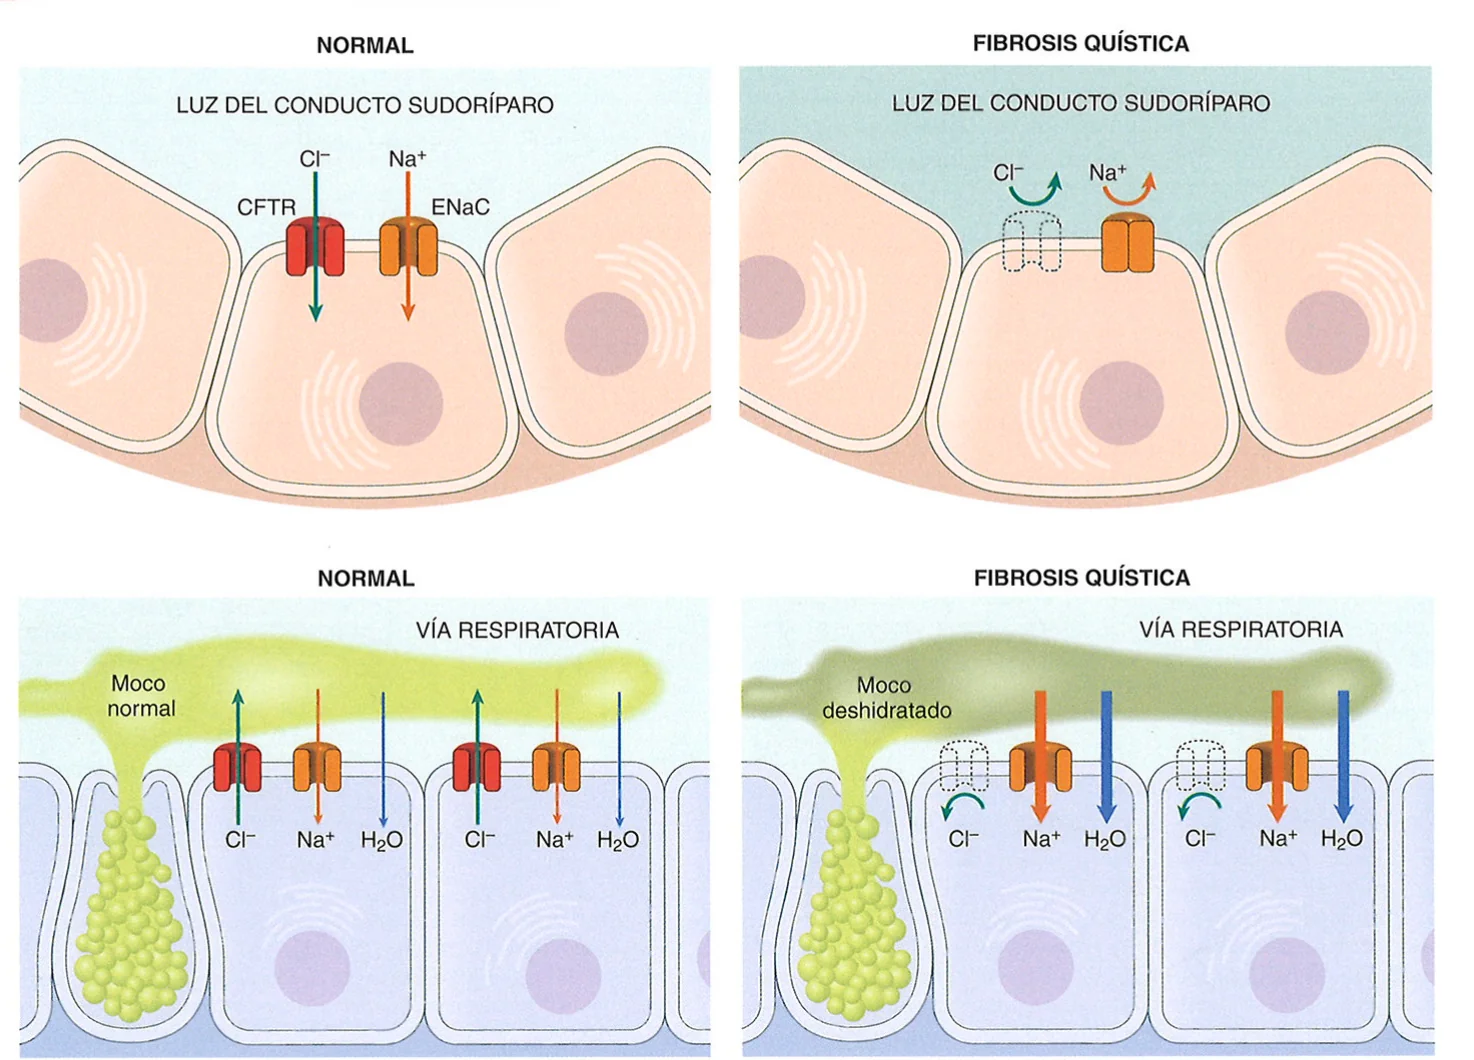 NORMAL
LUZ DEL CONDUCTO SUDORÍPARO
Cl⁻ Na⁺
CFTR ENaC
FIBROSIS QUÍSTICA
LUZ DEL CONDUCTO SUDORÍPARO
Cl⁻ Na⁺
NORMAL
VÍA RESPIRATORIA
Moco
normal
Cl⁻ Na⁺ H₂O Cl⁻ Na⁺ H₂O
FIBROSIS QUÍSTICA
VÍA RESPIRATORIA
Moco
deshidratado
Cl⁻ Na⁺ H₂O Cl⁻ Na⁺ H₂O